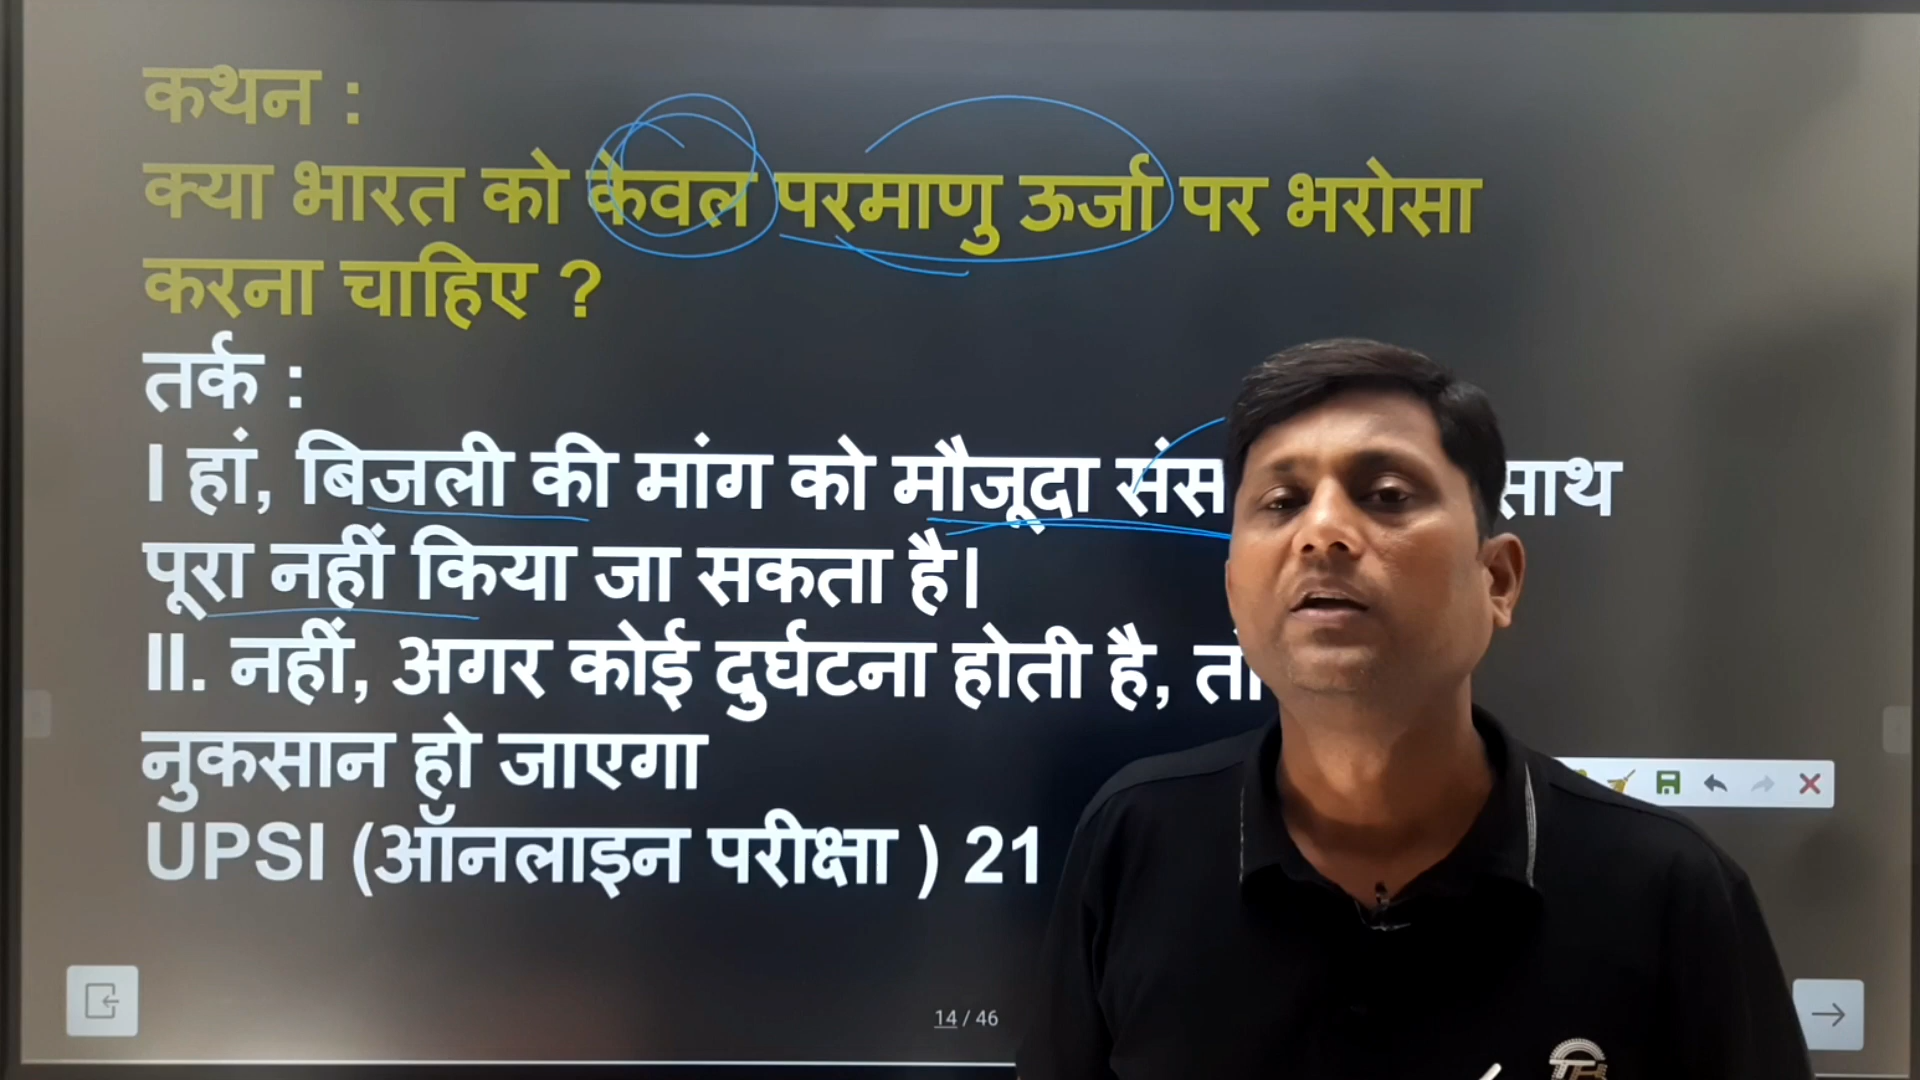 कथन :
क्या भारत को केवल परमाणु ऊर्जा पर भरोसा
करना चाहिए ?
तर्क :
I हां, बिजली की मांग को मौजूदा साथ
पूरा नहीं किया जा सकता है।
II. नहीं, अगर कोई दुर्घटना होती है,
नुकसान हो जाएगा
UPSI (ऑनलाइन परीक्षा ) 21
14 / 46